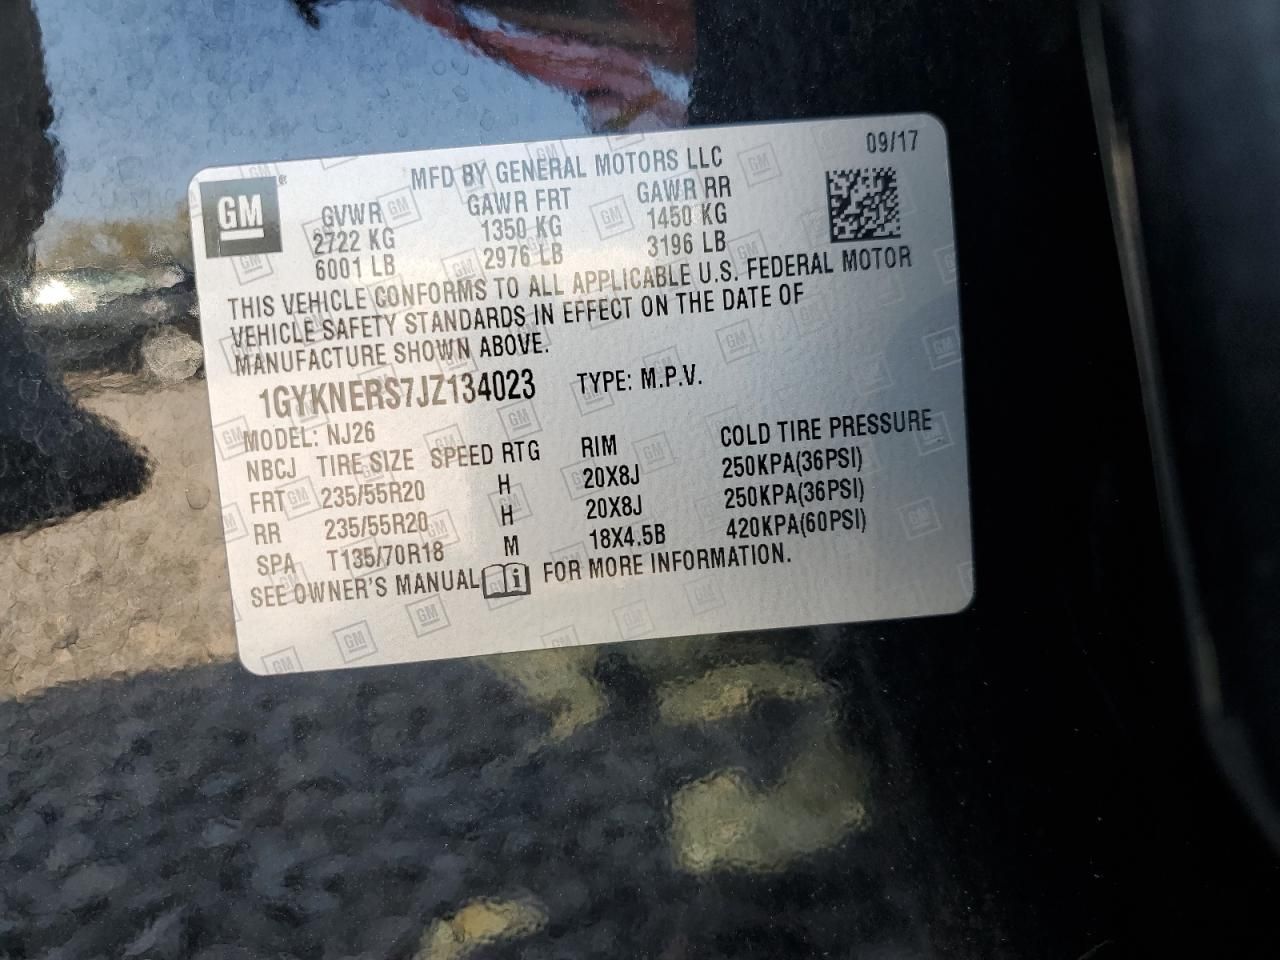 09/17
MFD BY GENERAL MOTORS LLC
GM®
GVWR GAWR FRT GAWR RR
2722 KG 1350 KG 1450 KG
6001 LB 2976 LB 3196 LB
THIS VEHICLE CONFORMS TO ALL APPLICABLE U.S. FEDERAL MOTOR
VEHICLE SAFETY STANDARDS IN EFFECT ON THE DATE OF
MANUFACTURE SHOWN ABOVE.
1GYKNERS7JZ134023 TYPE: M.P.V.
MODEL: NJ26
NBCJ TIRE SIZE SPEED RTG RIM COLD TIRE PRESSURE
FRT 235/55R20 H 20X8J 250KPA(36PSI)
RR 235/55R20 H 20X8J 250KPA(36PSI)
SPA T135/70R18 M 18X4.5B 420KPA(60PSI)
SEE OWNER'S MANUAL i FOR MORE INFORMATION.